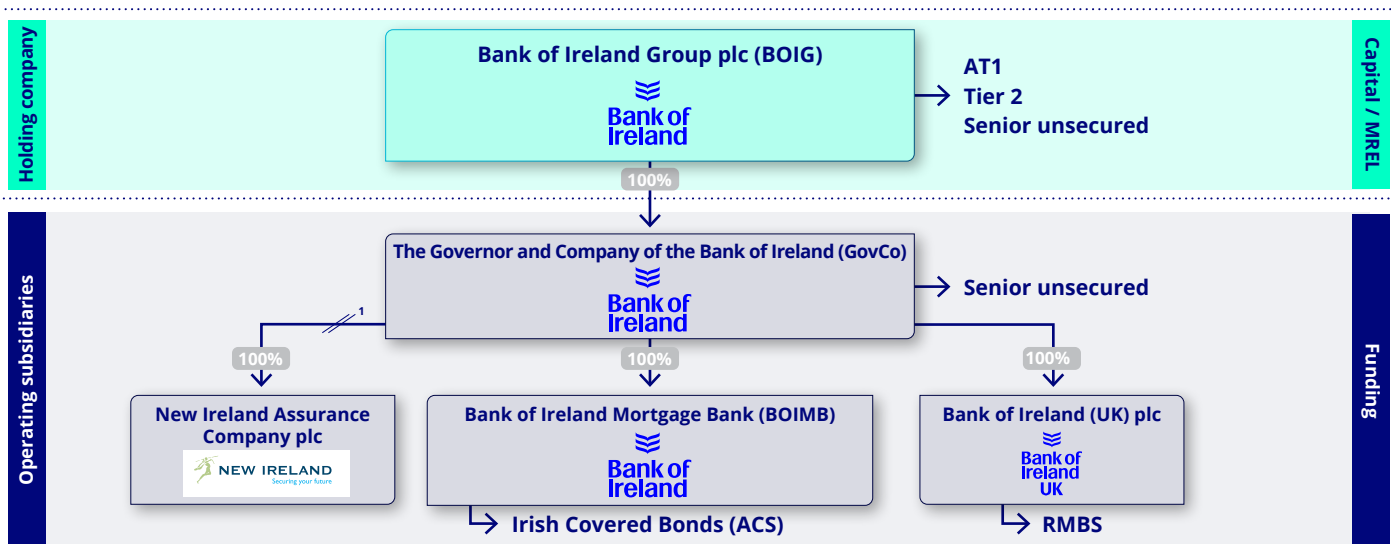 Holding company
Bank of Ireland Group plc (BOIG)
Bank of
Ireland
AT1
Tier 2
Senior unsecured
Capital / MREL
100%
Operating subsidiaries
The Governor and Company of the Bank of Ireland (GovCo)
Bank of
Ireland
Senior unsecured
Funding
1
100%
100%
100%
New Ireland Assurance
Company plc
NEW IRELAND
Securing your future
Bank of Ireland Mortgage Bank (BOIMB)
Bank of
Ireland
Bank of Ireland (UK) plc
Bank of
Ireland
UK
Irish Covered Bonds (ACS)
RMBS